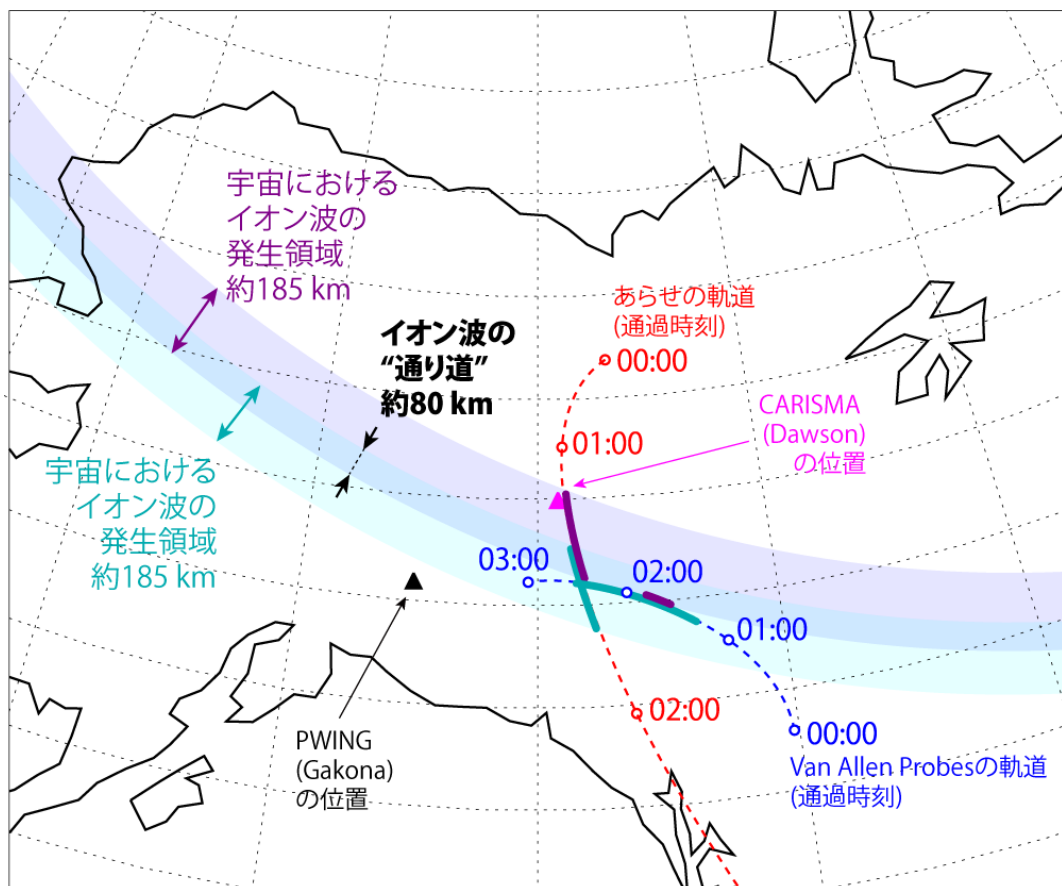 宇宙における
イオン波の
発生領域
約185 km
イオン波の
“通り道”
約80 km
宇宙における
イオン波の
発生領域
約185 km
あらせの軌道
(通過時刻)
00:00
01:00
CARISMA
(Dawson)
の位置
03:00
02:00
01:00
02:00
00:00
Van Allen Probesの軌道
(通過時刻)
PWING
(Gakona)
の位置